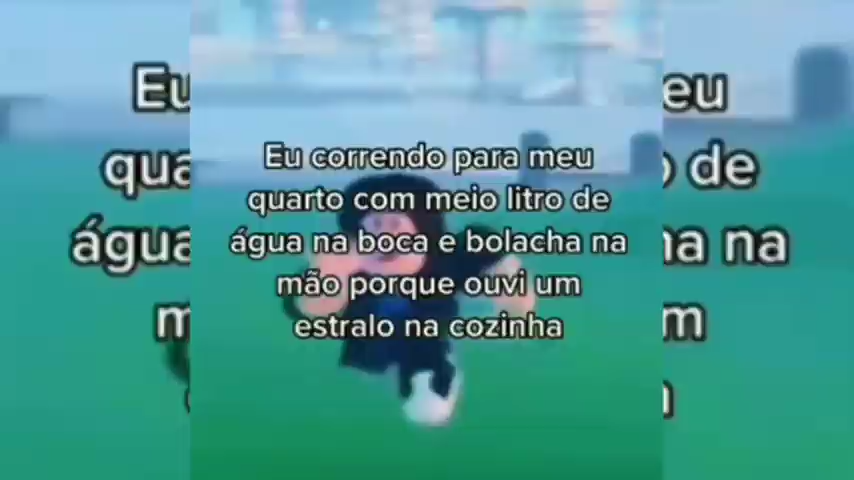 Eu correndo para meu
quarto com meio litro de
água na boca e bolacha na
mão porque ouvi um
estralo na cozinha